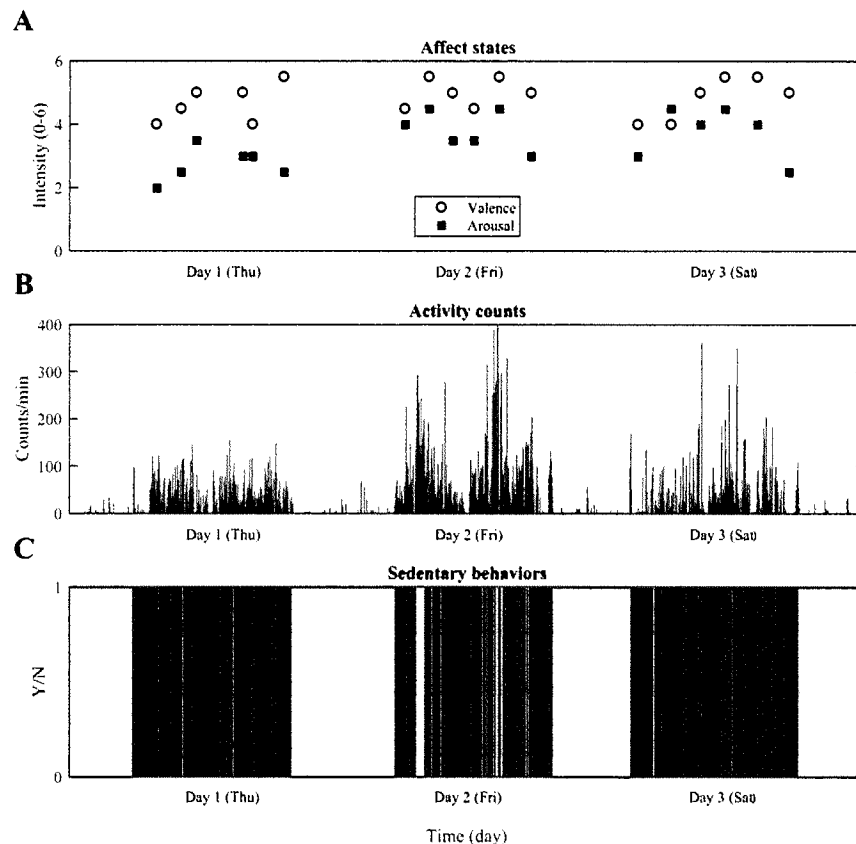 A
Affect states
6
4
2
0
Intensity (0-6)
Valence
Arousal
Day 1 (Thu) Day 2 (Fri) Day 3 (Sat)
B
Activity counts
400
300
200
100
0
Counts/min
Day 1 (Thu) Day 2 (Fri) Day 3 (Sat)
C
Sedentary behaviors
1
0
Y/N
Day 1 (Thu) Day 2 (Fri) Day 3 (Sat)
Time (day)